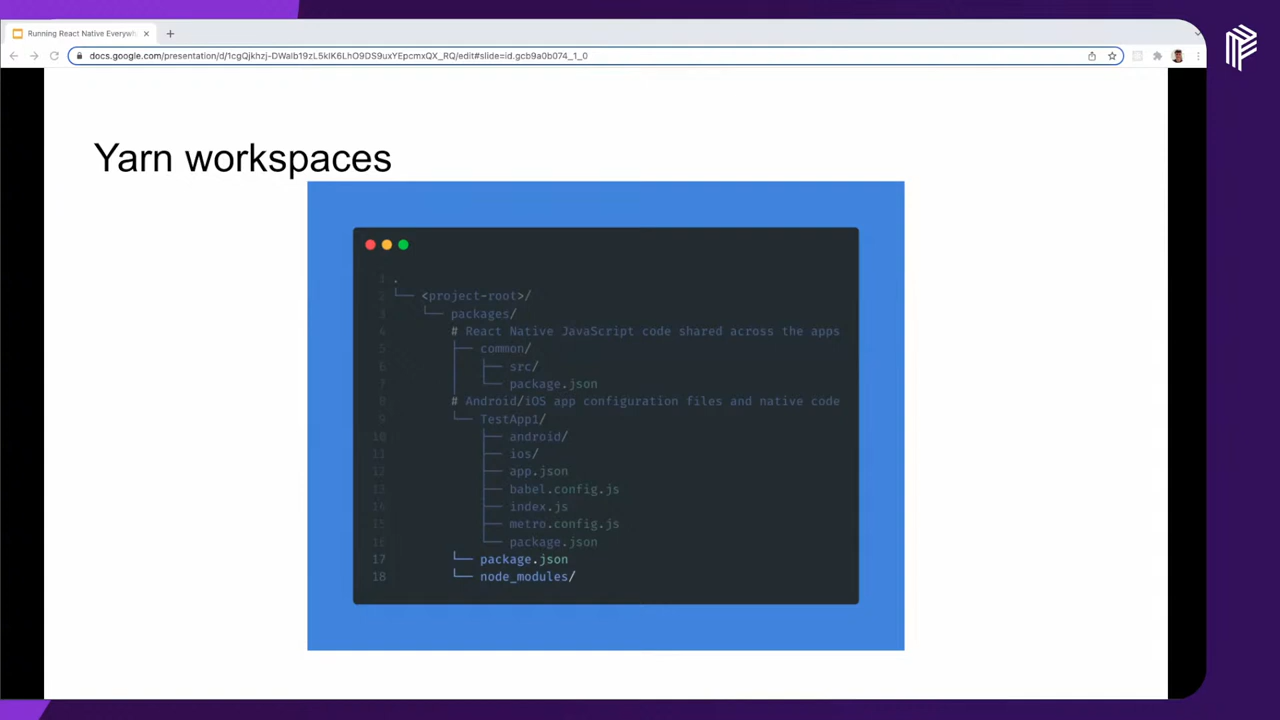 Running React Native Everywh
docs.google.com/presentation/d/1cgQjkhzj-DWaIb19zL5kIK6LhO9DS9uxYEpcmxQX_RQ/edit#slide=id.gcb9a0b074_1_0
Yarn workspaces
1 .
2 └── <project-root>/
3 └── packages/
4 # React Native JavaScript code shared across the apps
5 ├── common/
6 │ ├── src/
7 │ └── package.json
8 # Android/iOS app configuration files and native code
9 └── TestApp1/
10 ├── android/
11 ├── ios/
12 ├── app.json
13 ├── babel.config.js
14 ├── index.js
15 ├── metro.config.js
16 └── package.json
17 └── package.json
18 └── node_modules/